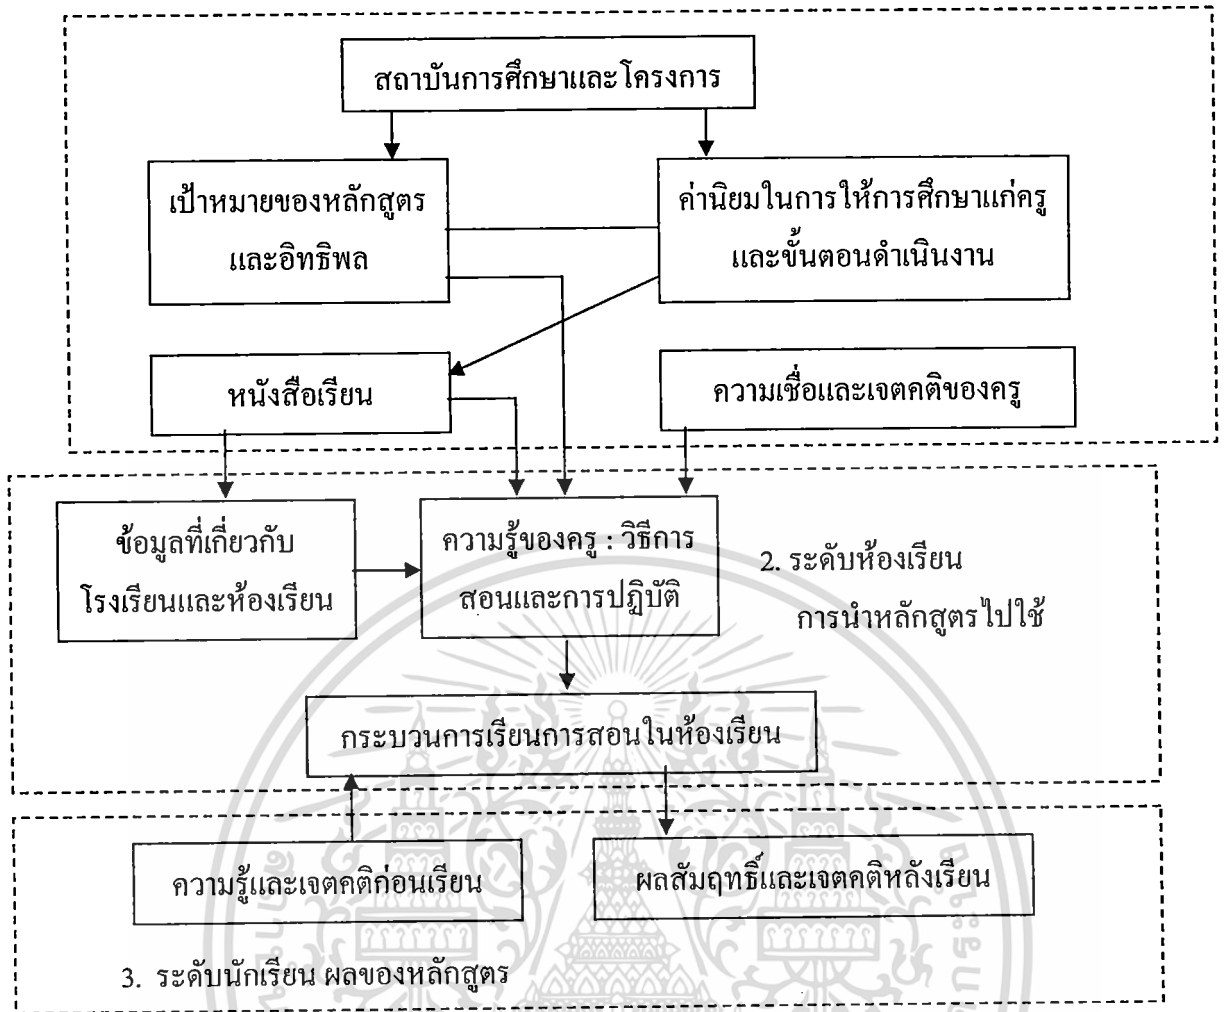 สถาบันการศึกษาและโครงการ
เป้าหมายของหลักสูตร
และอิทธิพล
ค่านิยมในการให้การศึกษาแก่ครู
และขั้นตอนดำเนินงาน
หนังสือเรียน
ความเชื่อและเจตคติของครู
ข้อมูลที่เกี่ยวกับ
โรงเรียนและห้องเรียน
ความรู้ของครู : วิธีการ
สอนและการปฏิบัติ
2. ระดับห้องเรียน
การนำหลักสูตรไปใช้
กระบวนการเรียนการสอนในห้องเรียน
ความรู้และเจตคติก่อนเรียน
ผลสัมฤทธิ์และเจตคติหลังเรียน
3. ระดับนักเรียน ผลของหลักสูตร